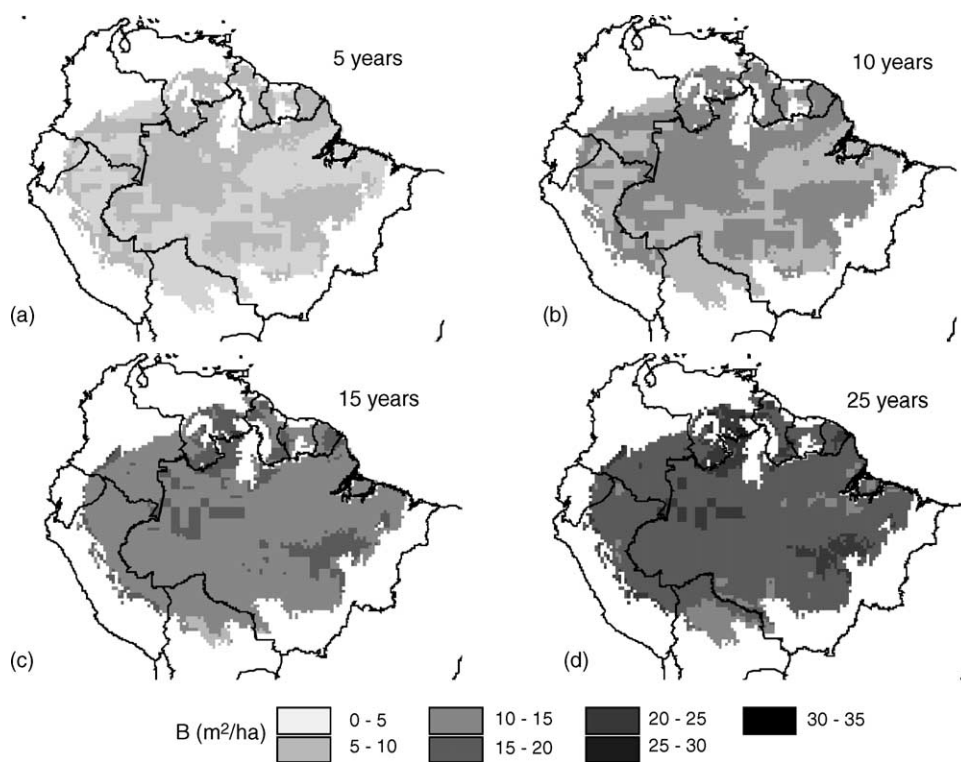 5 years
10 years
(a)
(b)
15 years
25 years
(c)
(d)
B (m²/ha)
0 - 5
10 - 15
20 - 25
30 - 35
5 - 10
15 - 20
25 - 30